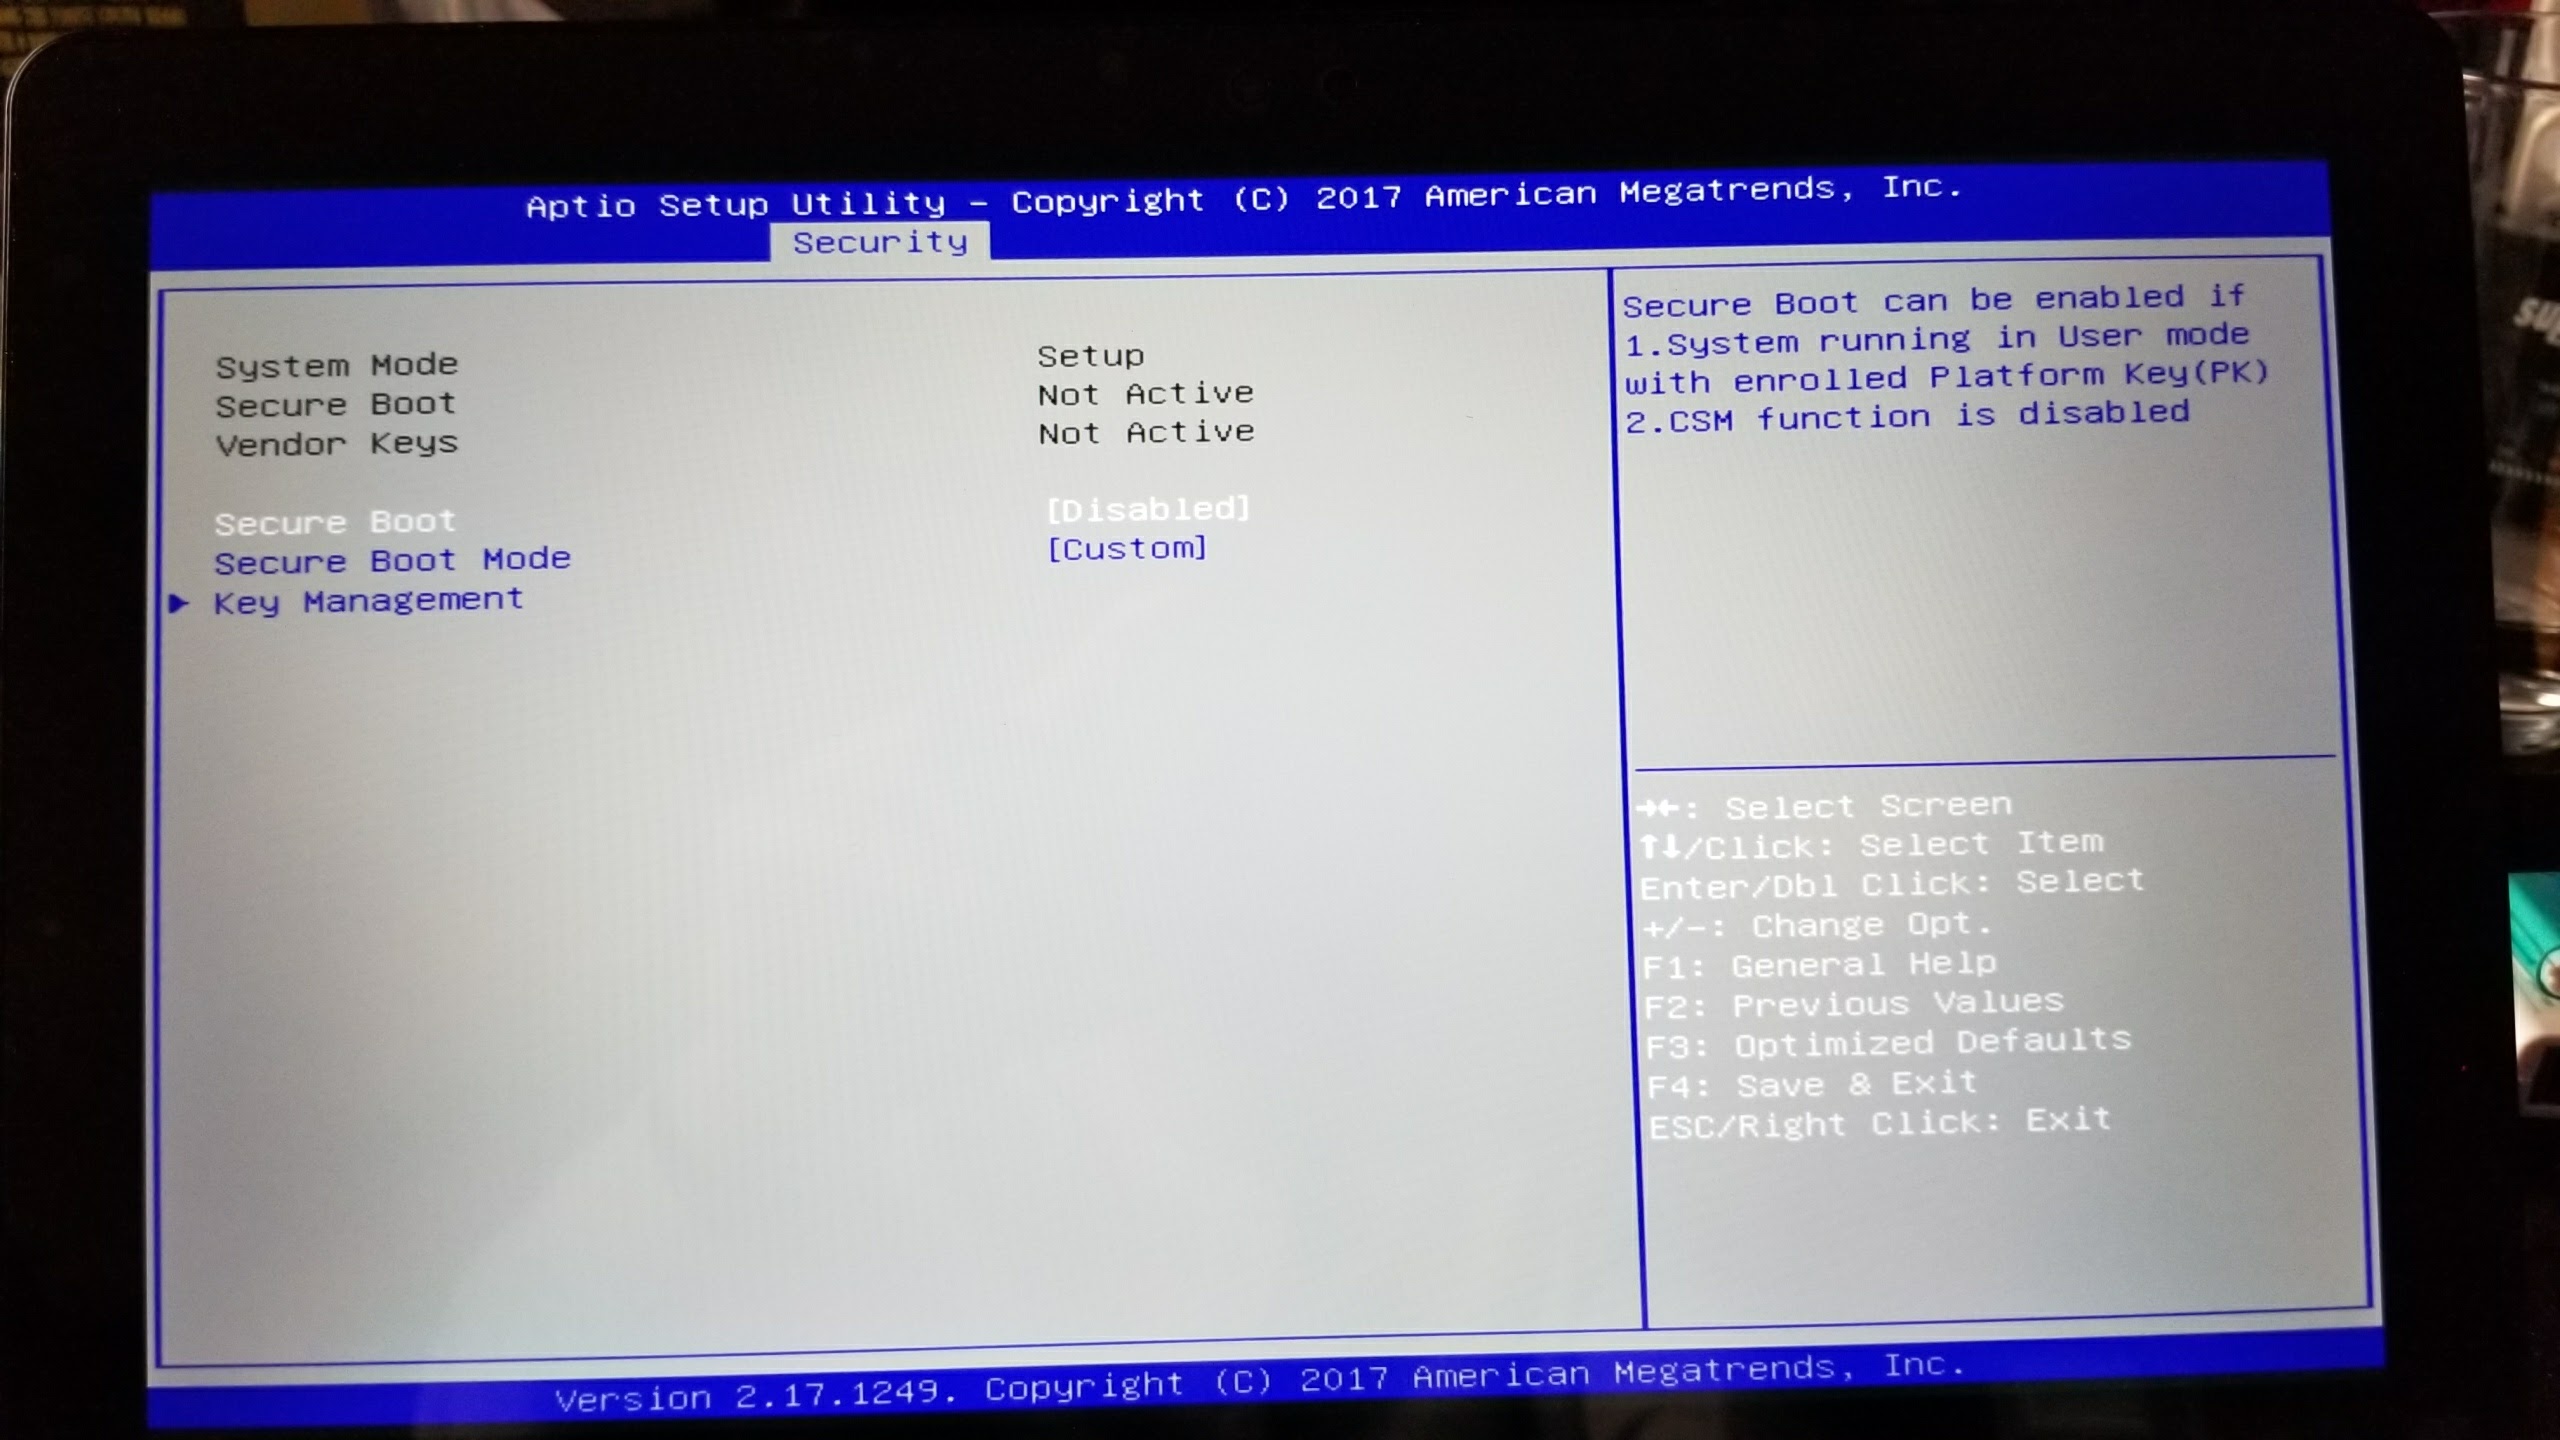 Aptio Setup Utility – Copyright (C) 2017 American Megatrends, Inc.
Security
System Mode Setup
Secure Boot Not Active
Vendor Keys Not Active
Secure Boot [Disabled]
Secure Boot Mode [Custom]
► Key Management
Secure Boot can be enabled if
1.System running in User mode
with enrolled Platform Key(PK)
2.CSM function is disabled
→←: Select Screen
↑↓/Click: Select Item
Enter/Dbl Click: Select
+/-: Change Opt.
F1: General Help
F2: Previous Values
F3: Optimized Defaults
F4: Save & Exit
ESC/Right Click: Exit
Version 2.17.1249. Copyright (C) 2017 American Megatrends, Inc.